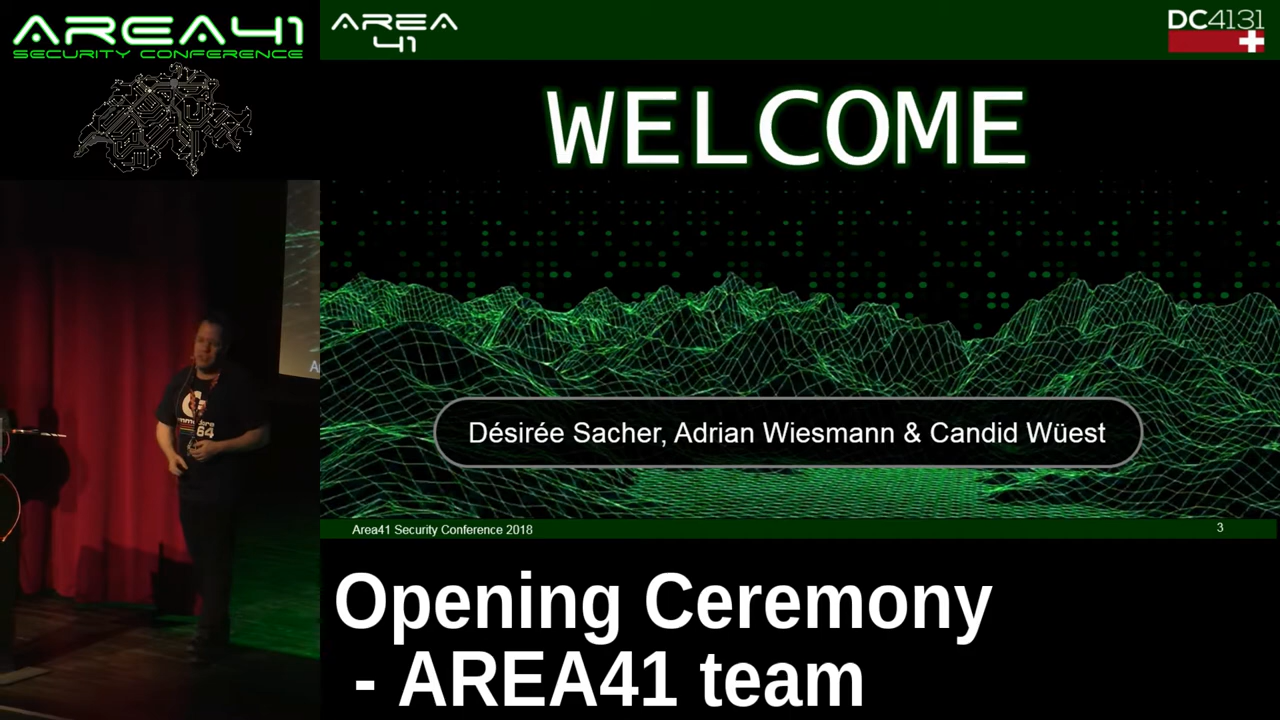 AREA41
SECURITY CONFERENCE
AREA
41
DC4131
WELCOME
Désirée Sacher, Adrian Wiesmann & Candid Wüest
Area41 Security Conference 2018
3
64
Opening Ceremony
- AREA41 team